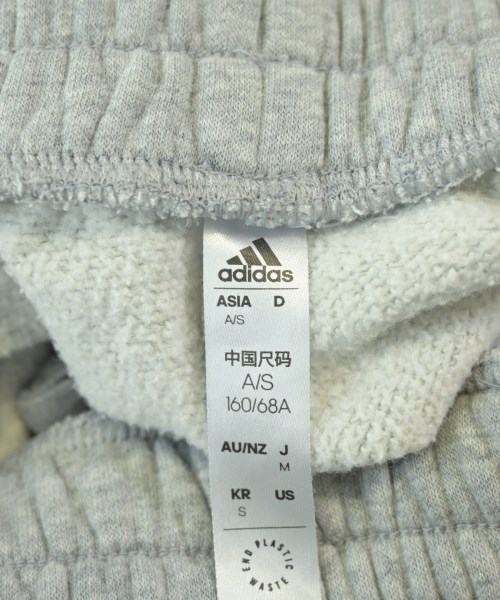 adidas
ASIA D
A/S
中国尺码
A/S
160/68A
AU/NZ J
M
KR US
S
END PLASTIC WASTE